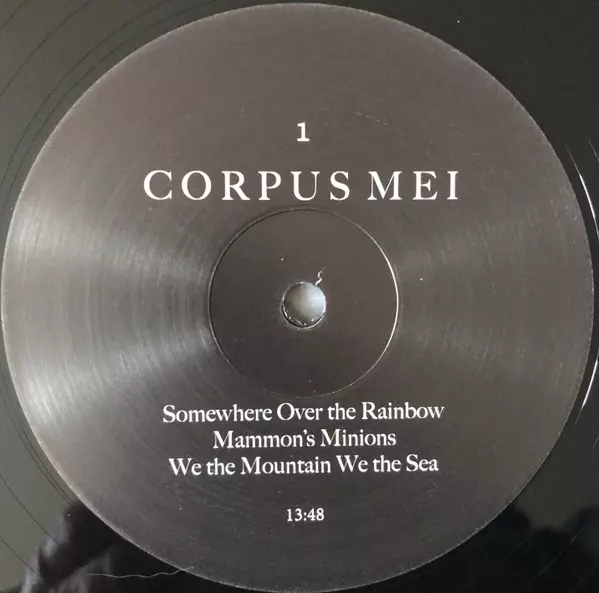 1
CORPUS MEI
Somewhere Over the Rainbow
Mammon's Minions
We the Mountain We the Sea
13:48